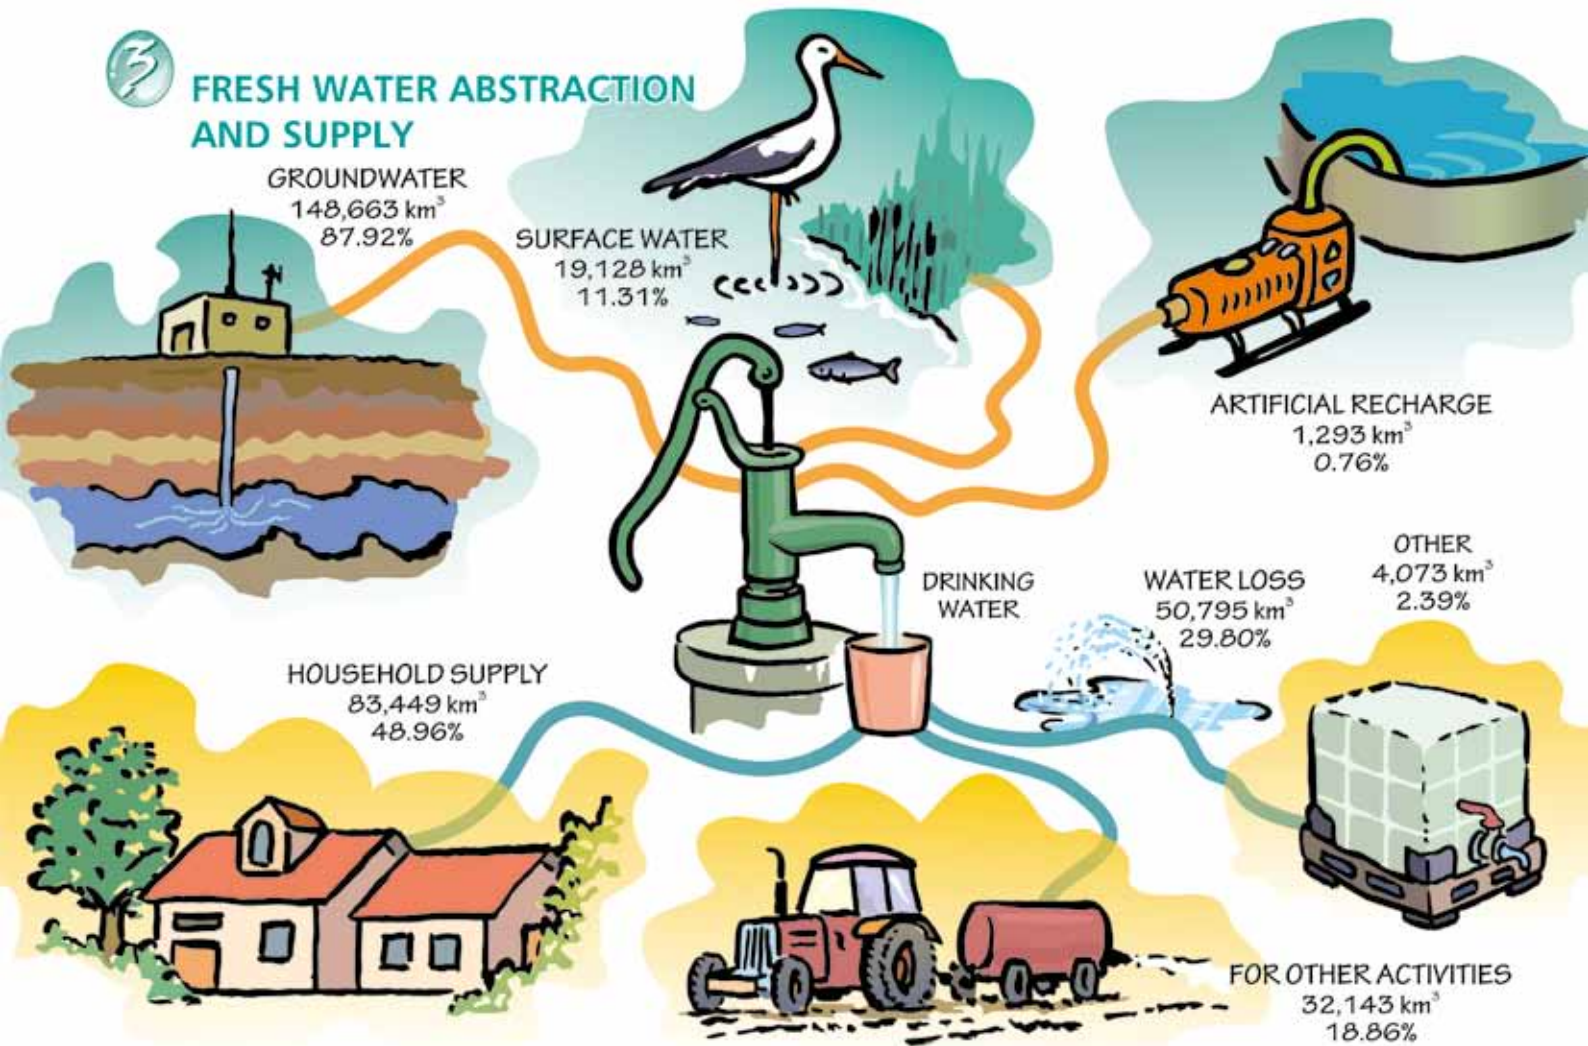 3
FRESH WATER ABSTRACTION
AND SUPPLY
GROUNDWATER
148,663 km³
87.92%
SURFACE WATER
19,128 km³
11.31%
ARTIFICIAL RECHARGE
1,293 km³
0.76%
DRINKING
WATER
WATER LOSS
50,795 km³
29.80%
OTHER
4,073 km³
2.39%
HOUSEHOLD SUPPLY
83,449 km³
48.96%
FOR OTHER ACTIVITIES
32,143 km³
18.86%